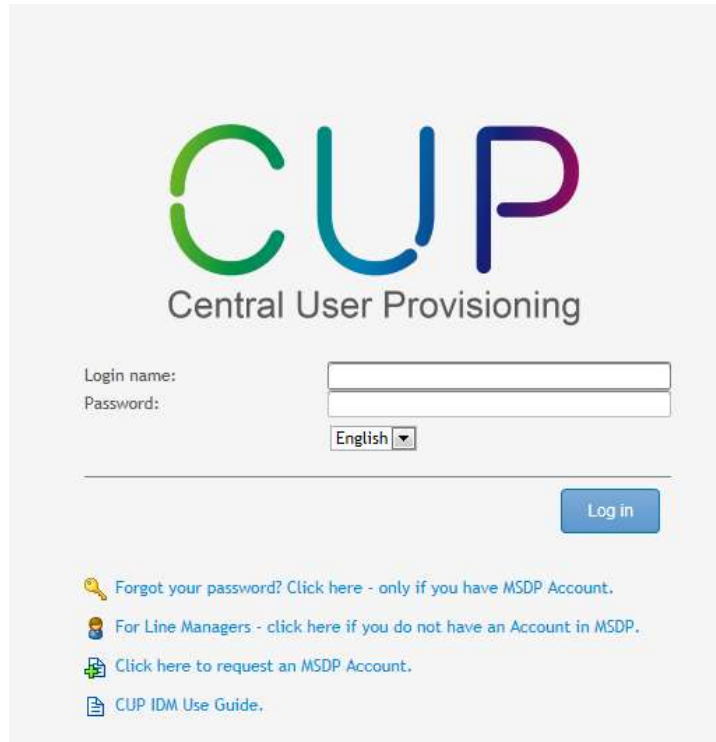 CUP
Central User Provisioning
Login name:
Password:
English
Log in
Forgot your password? Click here - only if you have MSDP Account.
For Line Managers - click here if you do not have an Account in MSDP.
Click here to request an MSDP Account.
CUP IDM Use Guide.